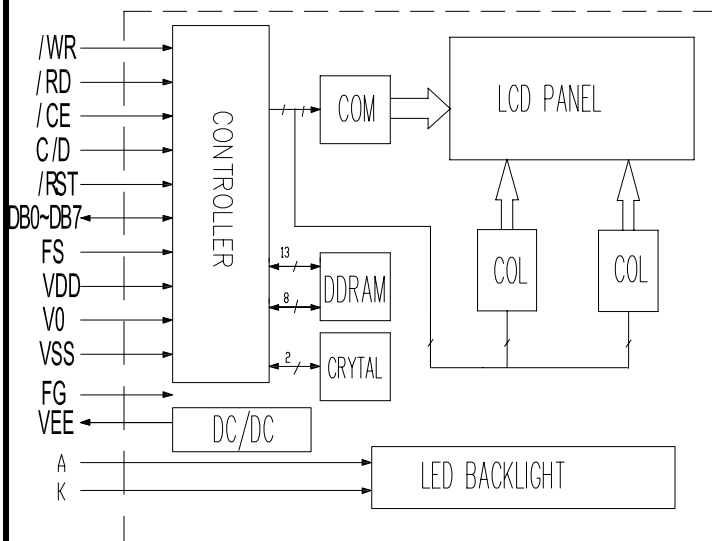 /WR
/RD
/CE
C/D
/RST
DB0~DB7
FS
VDD
V0
VSS
FG
VEE
A
K
CONTROLLER
COM
LCD PANEL
COL
COL
13
8
DDRAM
2
CRYTAL
DC/DC
LED BACKLIGHT